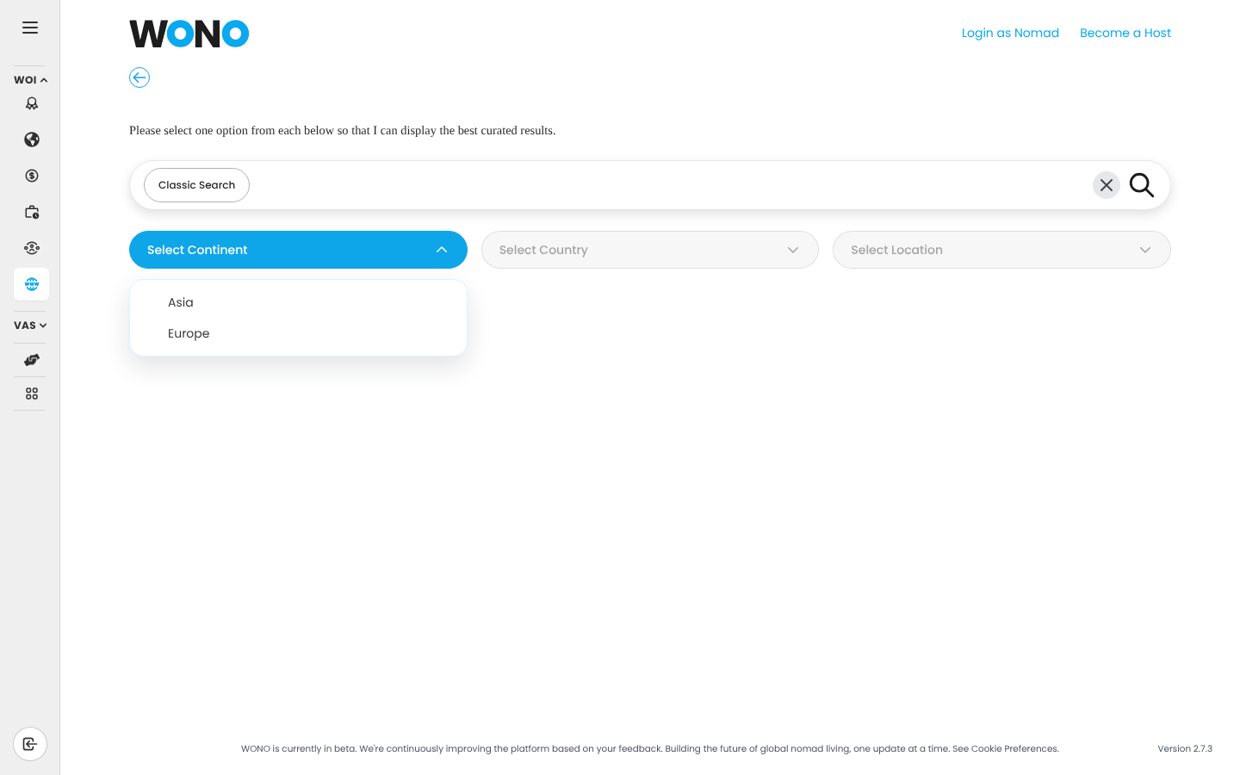 WONO
Login as Nomad
Become a Host
WOI
Please select one option from each below so that I can display the best curated results.
Classic Search
Select Continent
Select Country
Select Location
Asia
Europe
VAS
WONO is currently in beta. We're continuously improving the platform based on your feedback. Building the future of global nomad living, one update at a time. See Cookie Preferences.
Version 2.7.3